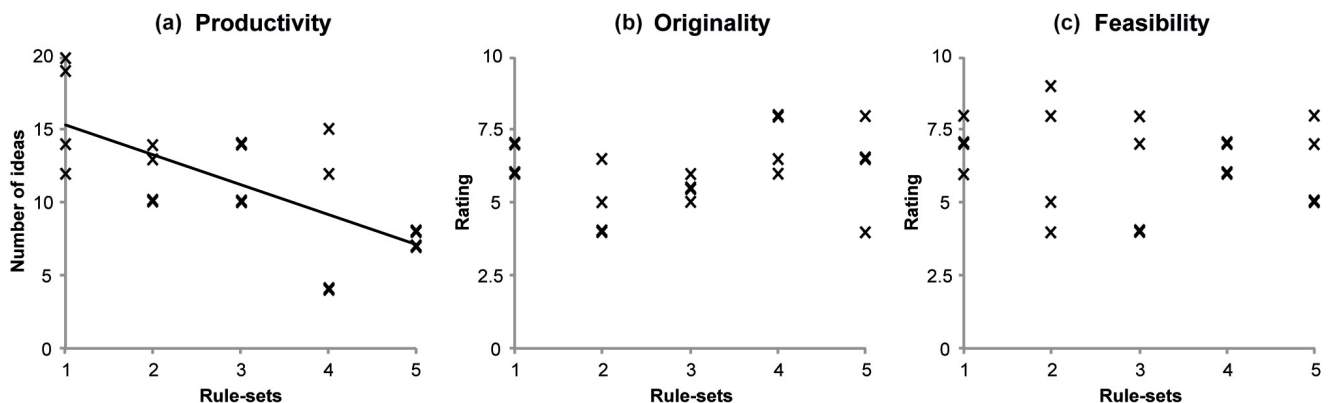 (a) Productivity
20
15
10
5
0
1 2 3 4 5
Number of ideas
Rule-sets
(b) Originality
10
7.5
5
2.5
0
1 2 3 4 5
Rating
Rule-sets
(c) Feasibility
10
7.5
5
2.5
0
1 2 3 4 5
Rating
Rule-sets